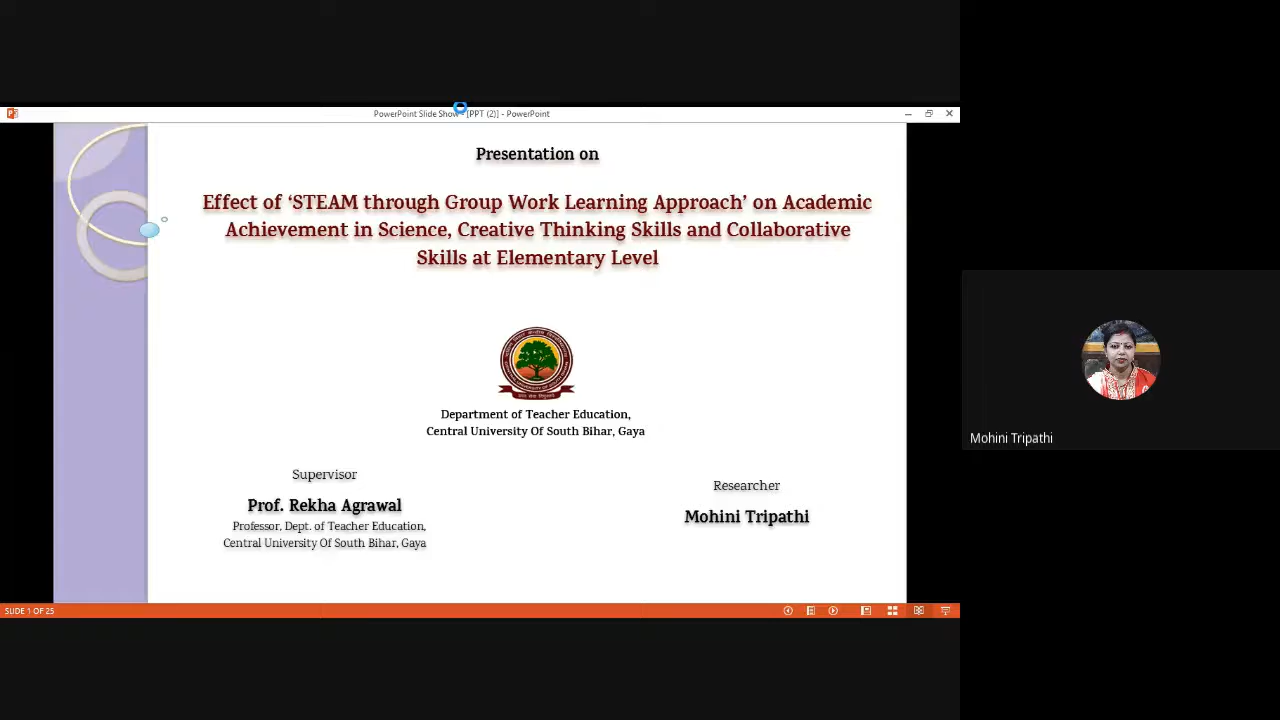 PowerPoint Slide Show - [PPT (2)] - PowerPoint
Presentation on
Effect of ‘STEAM through Group Work Learning Approach’ on Academic
Achievement in Science, Creative Thinking Skills and Collaborative
Skills at Elementary Level
Department of Teacher Education,
Central University Of South Bihar, Gaya
Supervisor
Prof. Rekha Agrawal
Professor, Dept. of Teacher Education,
Central University Of South Bihar, Gaya
Researcher
Mohini Tripathi
SLIDE 1 OF 25
Mohini Tripathi